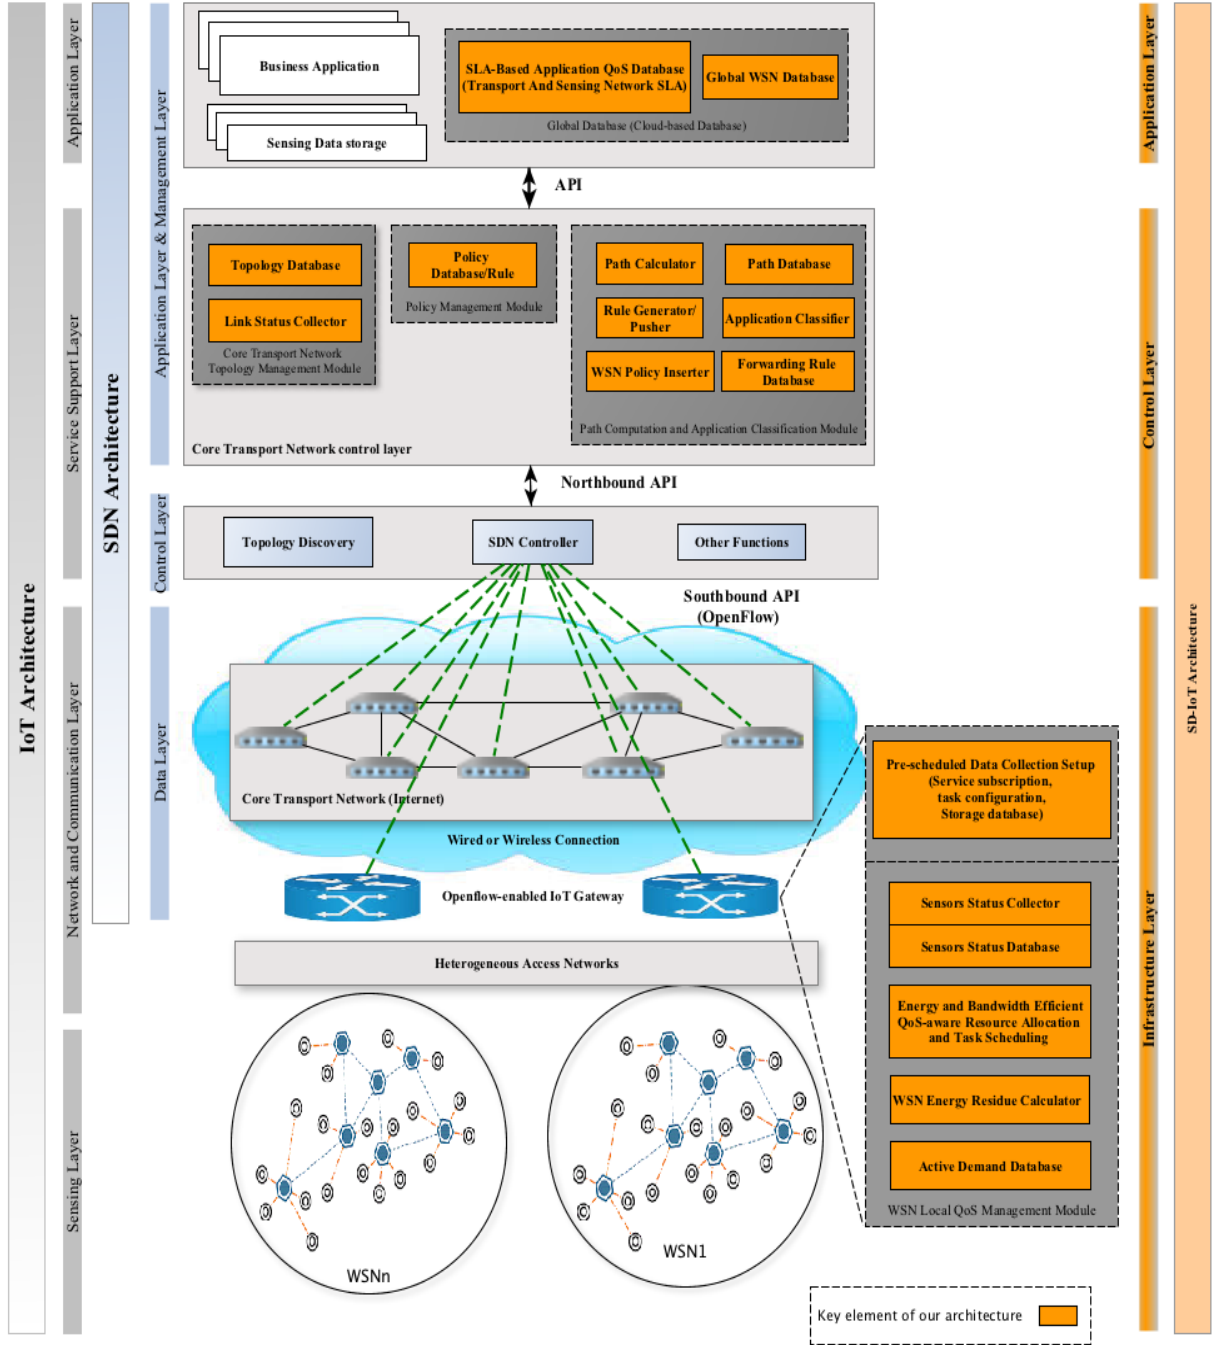 IoT Architecture
Application Layer
Service Support Layer
Network and Communication Layer
Sensing Layer
SDN Architecture
Application Layer & Management Layer
Control Layer
Data Layer
Business Application
Sensing Data storage
SLA-Based Application QoS Database
(Transport And Sensing Network SLA)
Global WSN Database
Global Database (Cloud-based Database)
API
Topology Database
Link Status Collector
Core Transport Network
Topology Management Module
Policy
Database/Rule
Policy Management Module
Path Calculator
Path Database
Rule Generator/
Pusher
Application Classifier
WSN Policy Inserter
Forwarding Rule
Database
Path Computation and Application Classification Module
Core Transport Network control layer
Northbound API
Topology Discovery
SDN Controller
Other Functions
Southbound API
(OpenFlow)
Core Transport Network (Internet)
Wired or Wireless Connection
Openflow-enabled IoT Gateway
Heterogeneous Access Networks
WSNn
WSN1
Pre-scheduled Data Collection Setup
(Service subscription,
task configuration,
Storage database)
Sensors Status Collector
Sensors Status Database
Energy and Bandwidth Efficient
QoS-aware Resource Allocation
and Task Scheduling
WSN Energy Residue Calculator
Active Demand Database
WSN Local QoS Management Module
Key element of our architecture
Application Layer
Control Layer
Infrastructure Layer
SD-IoT Architecture